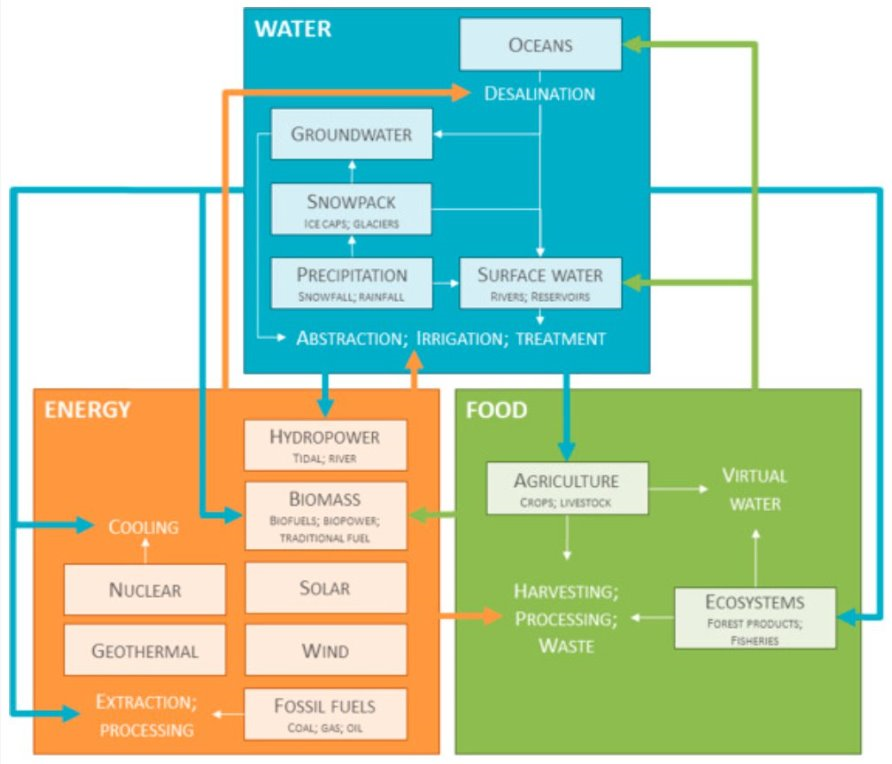 WATER
OCEANS
DESALINATION
GROUNDWATER
SNOWPACK
ICE CAPS; GLACIERS
PRECIPITATION
SNOWFALL; RAINFALL
SURFACE WATER
RIVERS; RESERVOIRS
ABSTRACTION; IRRIGATION; TREATMENT
ENERGY
HYDROPOWER
TIDAL; RIVER
BIOMASS
BIOFUELS; BIOPOWER;
TRADITIONAL FUEL
COOLING
NUCLEAR
SOLAR
GEOTHERMAL
WIND
EXTRACTION;
PROCESSING
FOSSIL FUELS
COAL; GAS; OIL
FOOD
AGRICULTURE
CROPS; LIVESTOCK
VIRTUAL
WATER
HARVESTING;
PROCESSING;
WASTE
ECOSYSTEMS
FOREST PRODUCTS;
FISHERIES